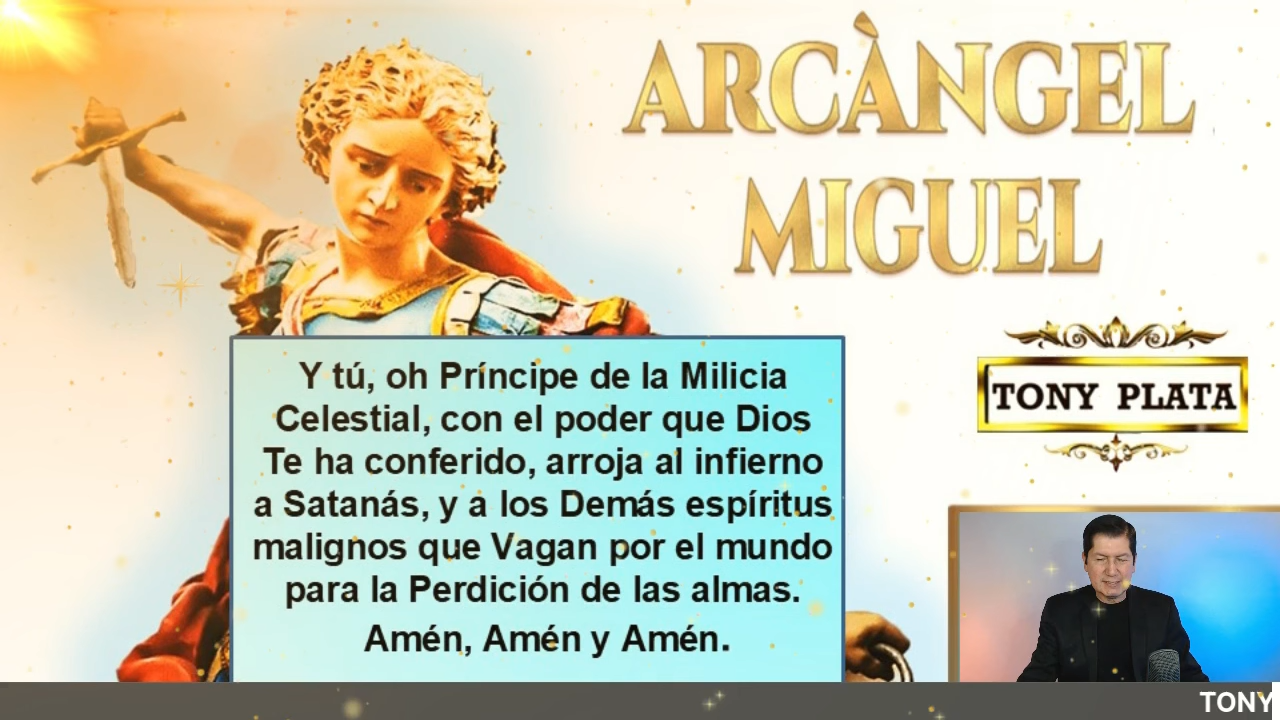 ARCÀNGEL
MIGUEL
TONY PLATA
Y tú, oh Príncipe de la Milicia
Celestial, con el poder que Dios
Te ha conferido, arroja al infierno
a Satanás, y a los Demás espíritus
malignos que Vagan por el mundo
para la Perdición de las almas.
Amén, Amén y Amén.
TONY